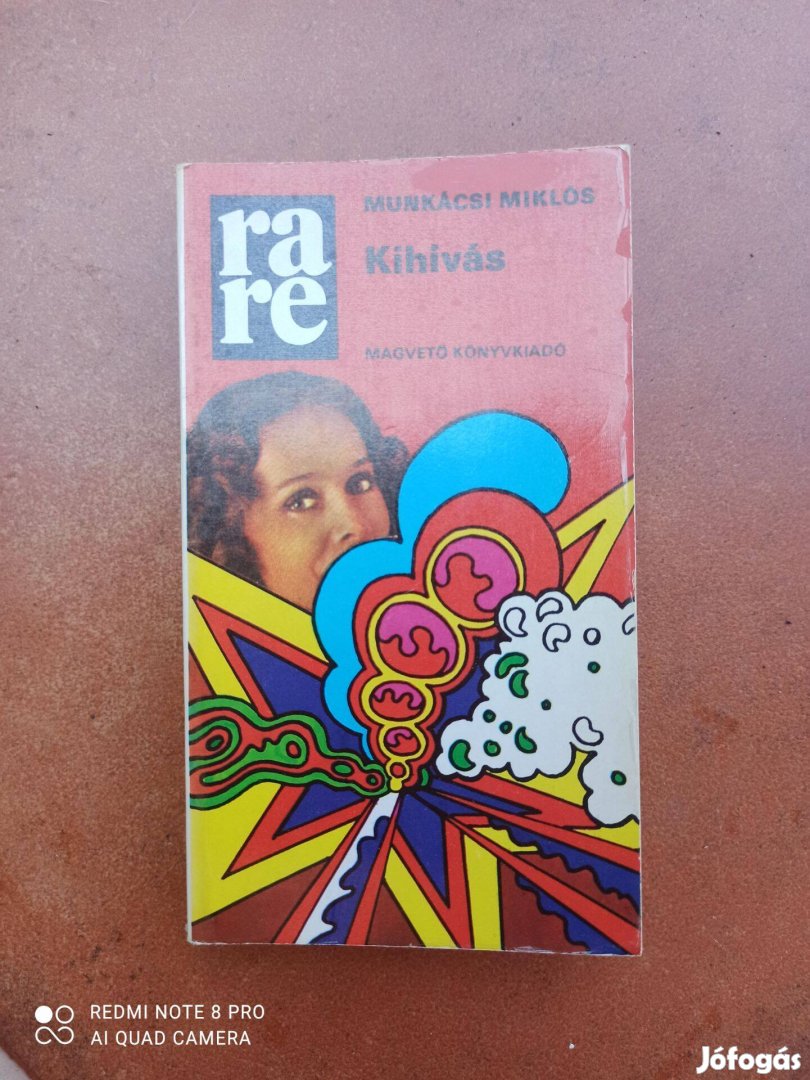 ra
re
MUNKÁCSI MIKLÓS
Kihívás
MAGVETŐ KÖNYVKIADÓ
REDMI NOTE 8 PRO
AI QUAD CAMERA
Jófogás